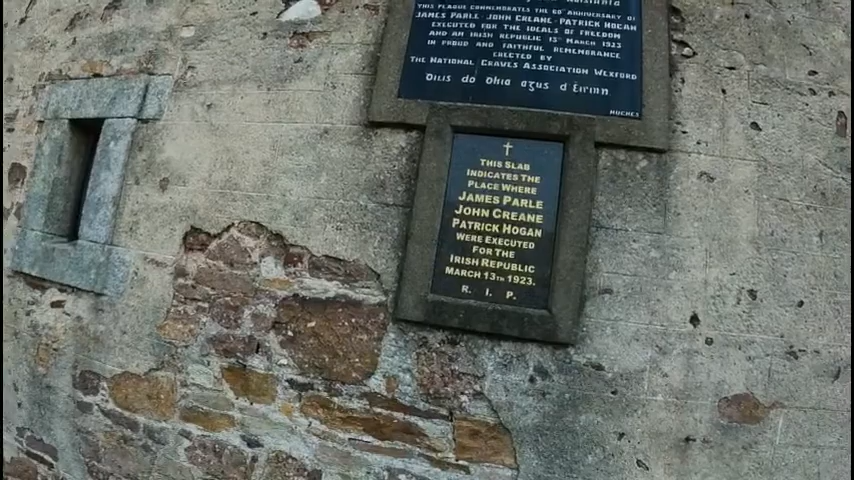 THIS PLAQUE COMMEMORATES THE 60TH ANNIVERSARY OF
JAMES PARLE · JOHN CREANE · PATRICK HOGAN
EXECUTED FOR THE IDEALS OF FREEDOM
AN IRISH REPUBLIC, 13TH MARCH 1923
IN PROUD AND FAITHFUL REMEMBRANCE
ERECTED BY
THE NATIONAL GRAVES ASSOCIATION WEXFORD
DÍLIS DO DHIA AGUS D'ÉIRINN
HUGHES
THIS SLAB
INDICATES THE
PLACE WHERE
JAMES PARLE
JOHN CREANE
PATRICK HOGAN
WERE EXECUTED
FOR THE
IRISH REPUBLIC
MARCH 13TH 1923.
R. I. P.